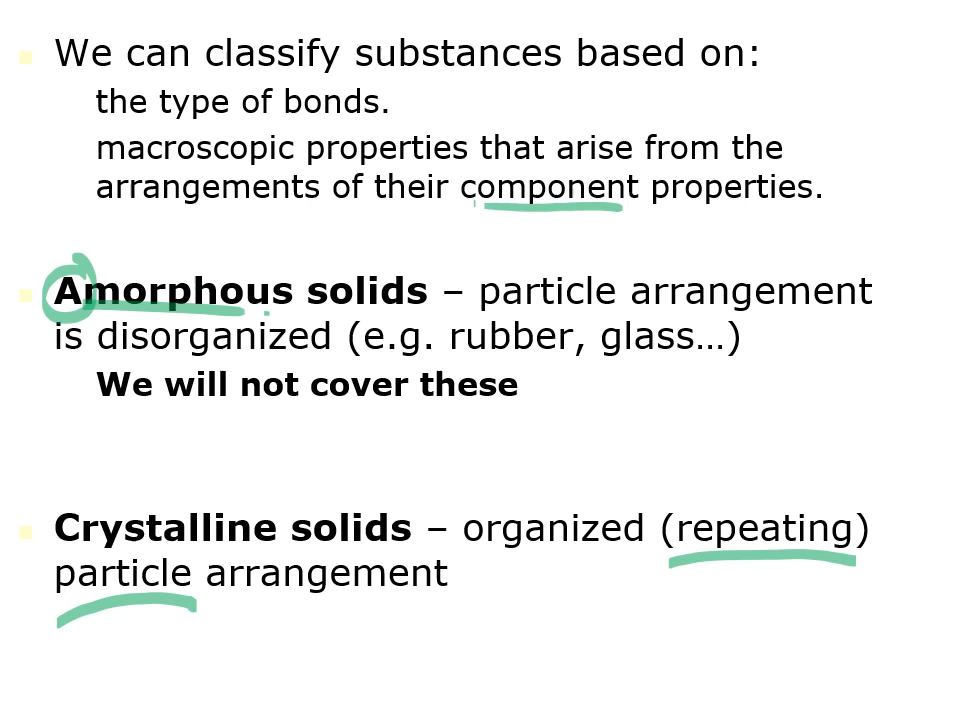 We can classify substances based on:
the type of bonds.
macroscopic properties that arise from the
arrangements of their component properties.
Amorphous solids – particle arrangement
is disorganized (e.g. rubber, glass…)
We will not cover these
Crystalline solids – organized (repeating)
particle arrangement